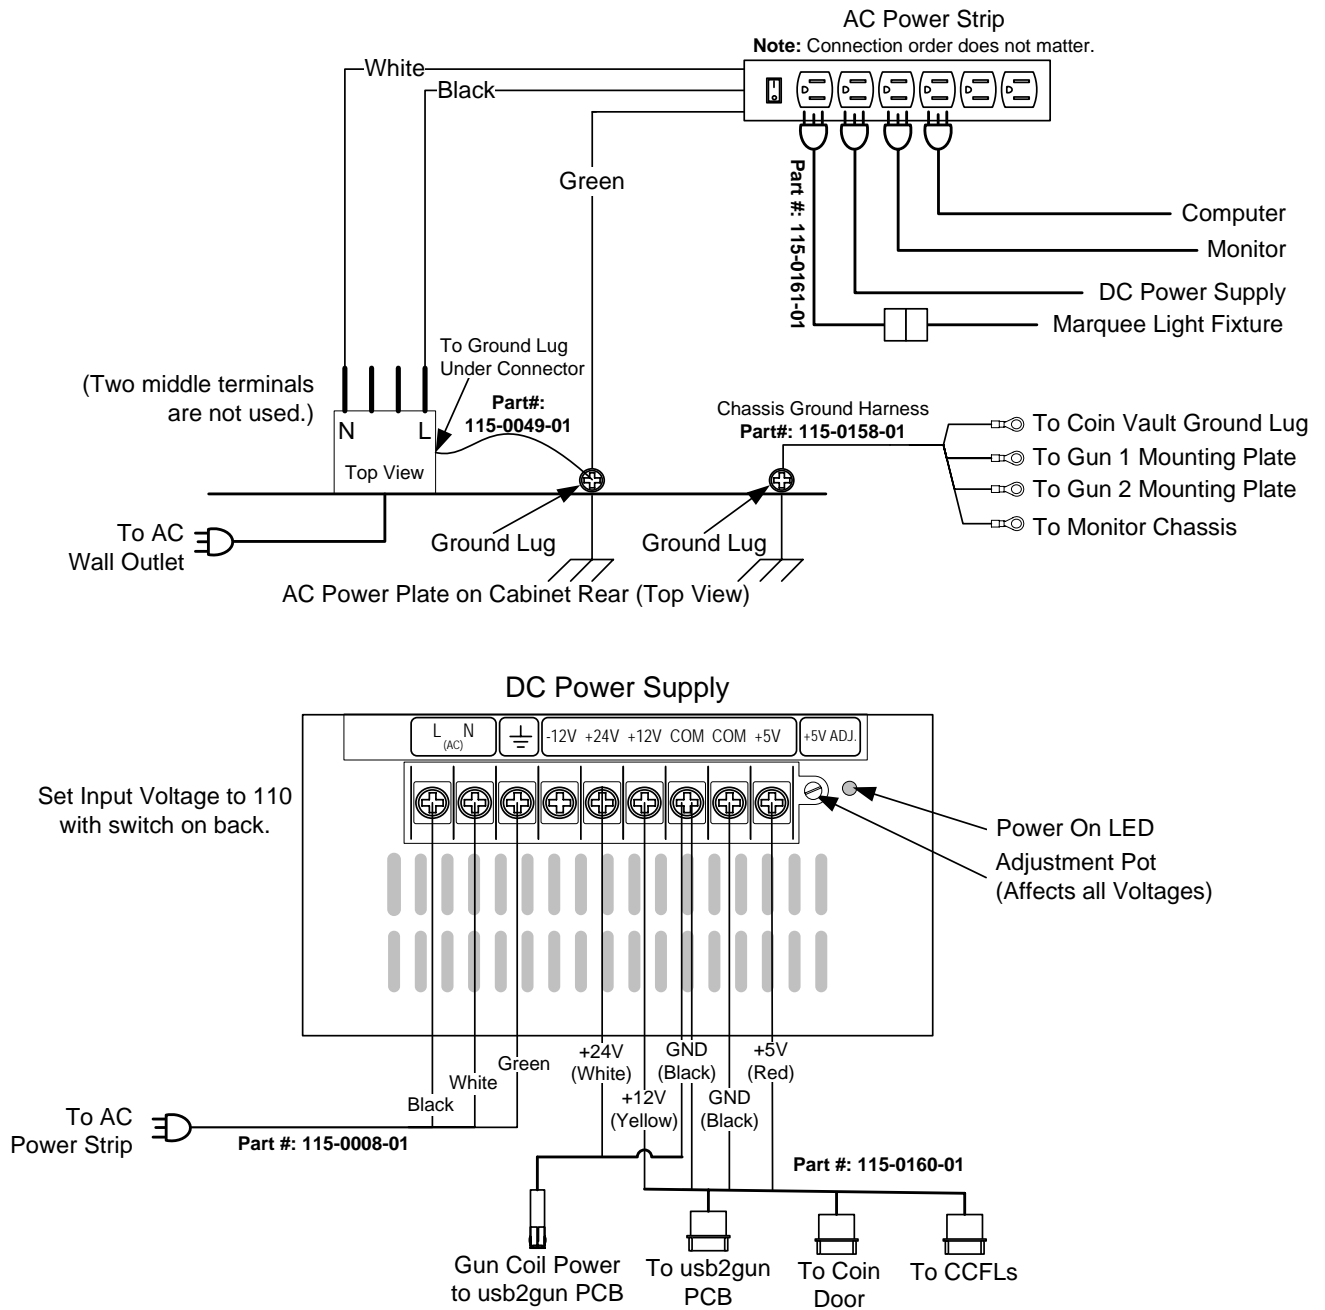 AC Power Strip
Note: Connection order does not matter.
White
Black
Green
Part #: 115-0161-01
Computer
Monitor
DC Power Supply
Marquee Light Fixture
To Ground Lug
Under Connector
(Two middle terminals
are not used.)
N
L
Top View
Part#:
115-0049-01
Chassis Ground Harness
Part#: 115-0158-01
To Coin Vault Ground Lug
To Gun 1 Mounting Plate
To Gun 2 Mounting Plate
To Monitor Chassis
To AC
Wall Outlet
Ground Lug
Ground Lug
AC Power Plate on Cabinet Rear (Top View)
DC Power Supply
L N
(AC)
-12V +24V +12V COM COM +5V
+5V ADJ.
Set Input Voltage to 110
with switch on back.
Power On LED
Adjustment Pot
(Affects all Voltages)
Black
White
Green
+24V
(White)
+12V
(Yellow)
GND
(Black)
GND
(Black)
+5V
(Red)
To AC
Power Strip
Part #: 115-0008-01
Part #: 115-0160-01
Gun Coil Power
to usb2gun PCB
To usb2gun
PCB
To Coin
Door
To CCFLs